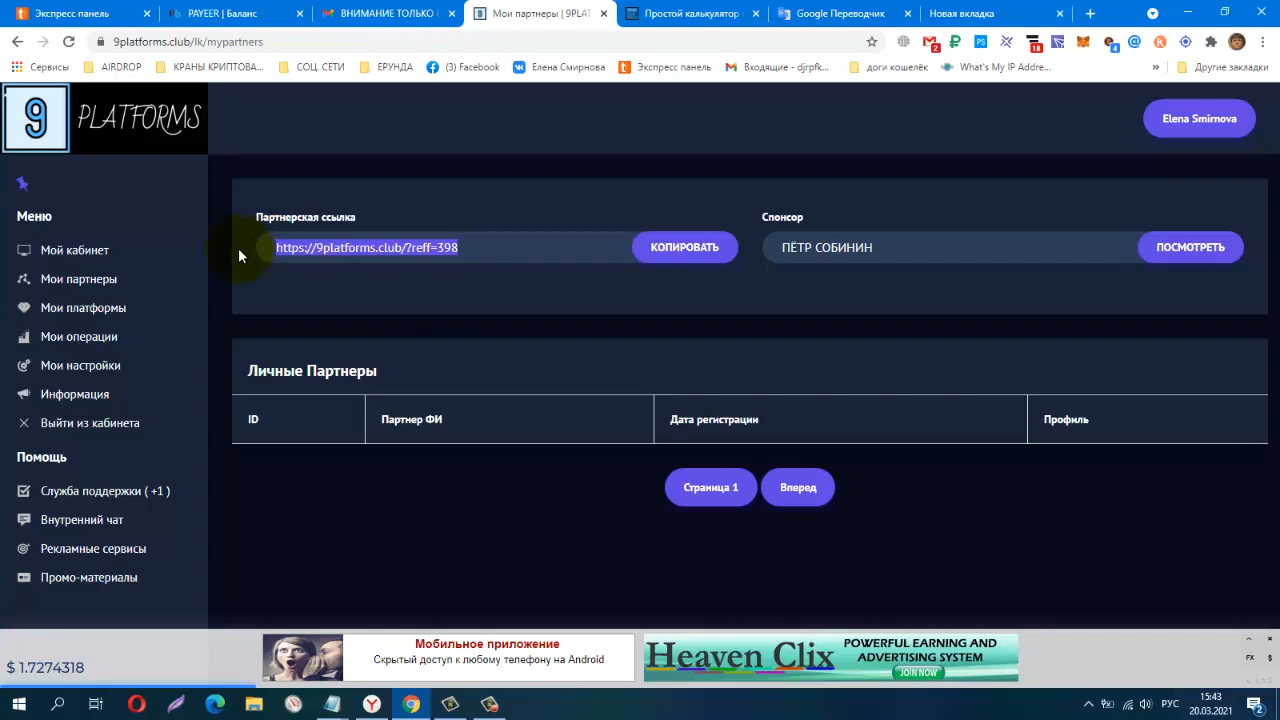 Экспресс панель
PAYEER | Баланс
ВНИМАНИЕ ТОЛЬКО
Мои партнеры | 9PLAT
Простой калькулятор
Google Переводчик
Новая вкладка
9platforms.club/lk/mypartners
2
18
4
Сервисы
AIRDROP
КРАНЫ КРИПТОВА...
СОЦ. СЕТИ
ЕРУНДА
(3) Facebook
Елена Смирнова
Экспресс панель
Входящие - djrpfk...
доги кошелёк
What's My IP Addre...
»
Другие закладки
9
PLATFORMS
Elena Smirnova
Меню
Мой кабинет
Мои партнеры
Мои платформы
Мои операции
Мои настройки
Информация
Выйти из кабинета
Помощь
Служба поддержки ( +1 )
Внутренний чат
Рекламные сервисы
Промо-материалы
Партнерская ссылка
https://9platforms.club/?reff=398
КОПИРОВАТЬ
Спонсор
ПЁТР СОБИНИН
ПОСМОТРЕТЬ
Личные Партнеры
ID
Партнер ФИ
Дата регистрации
Профиль
Страница 1
Вперед
$ 1.7274318
Мобильное приложение
Скрытый доступ к любому телефону на Android
Heaven Clix
POWERFUL EARNING AND
ADVERTISING SYSTEM
JOIN NOW
FX
$
РУС
15:43
20.03.2021
2